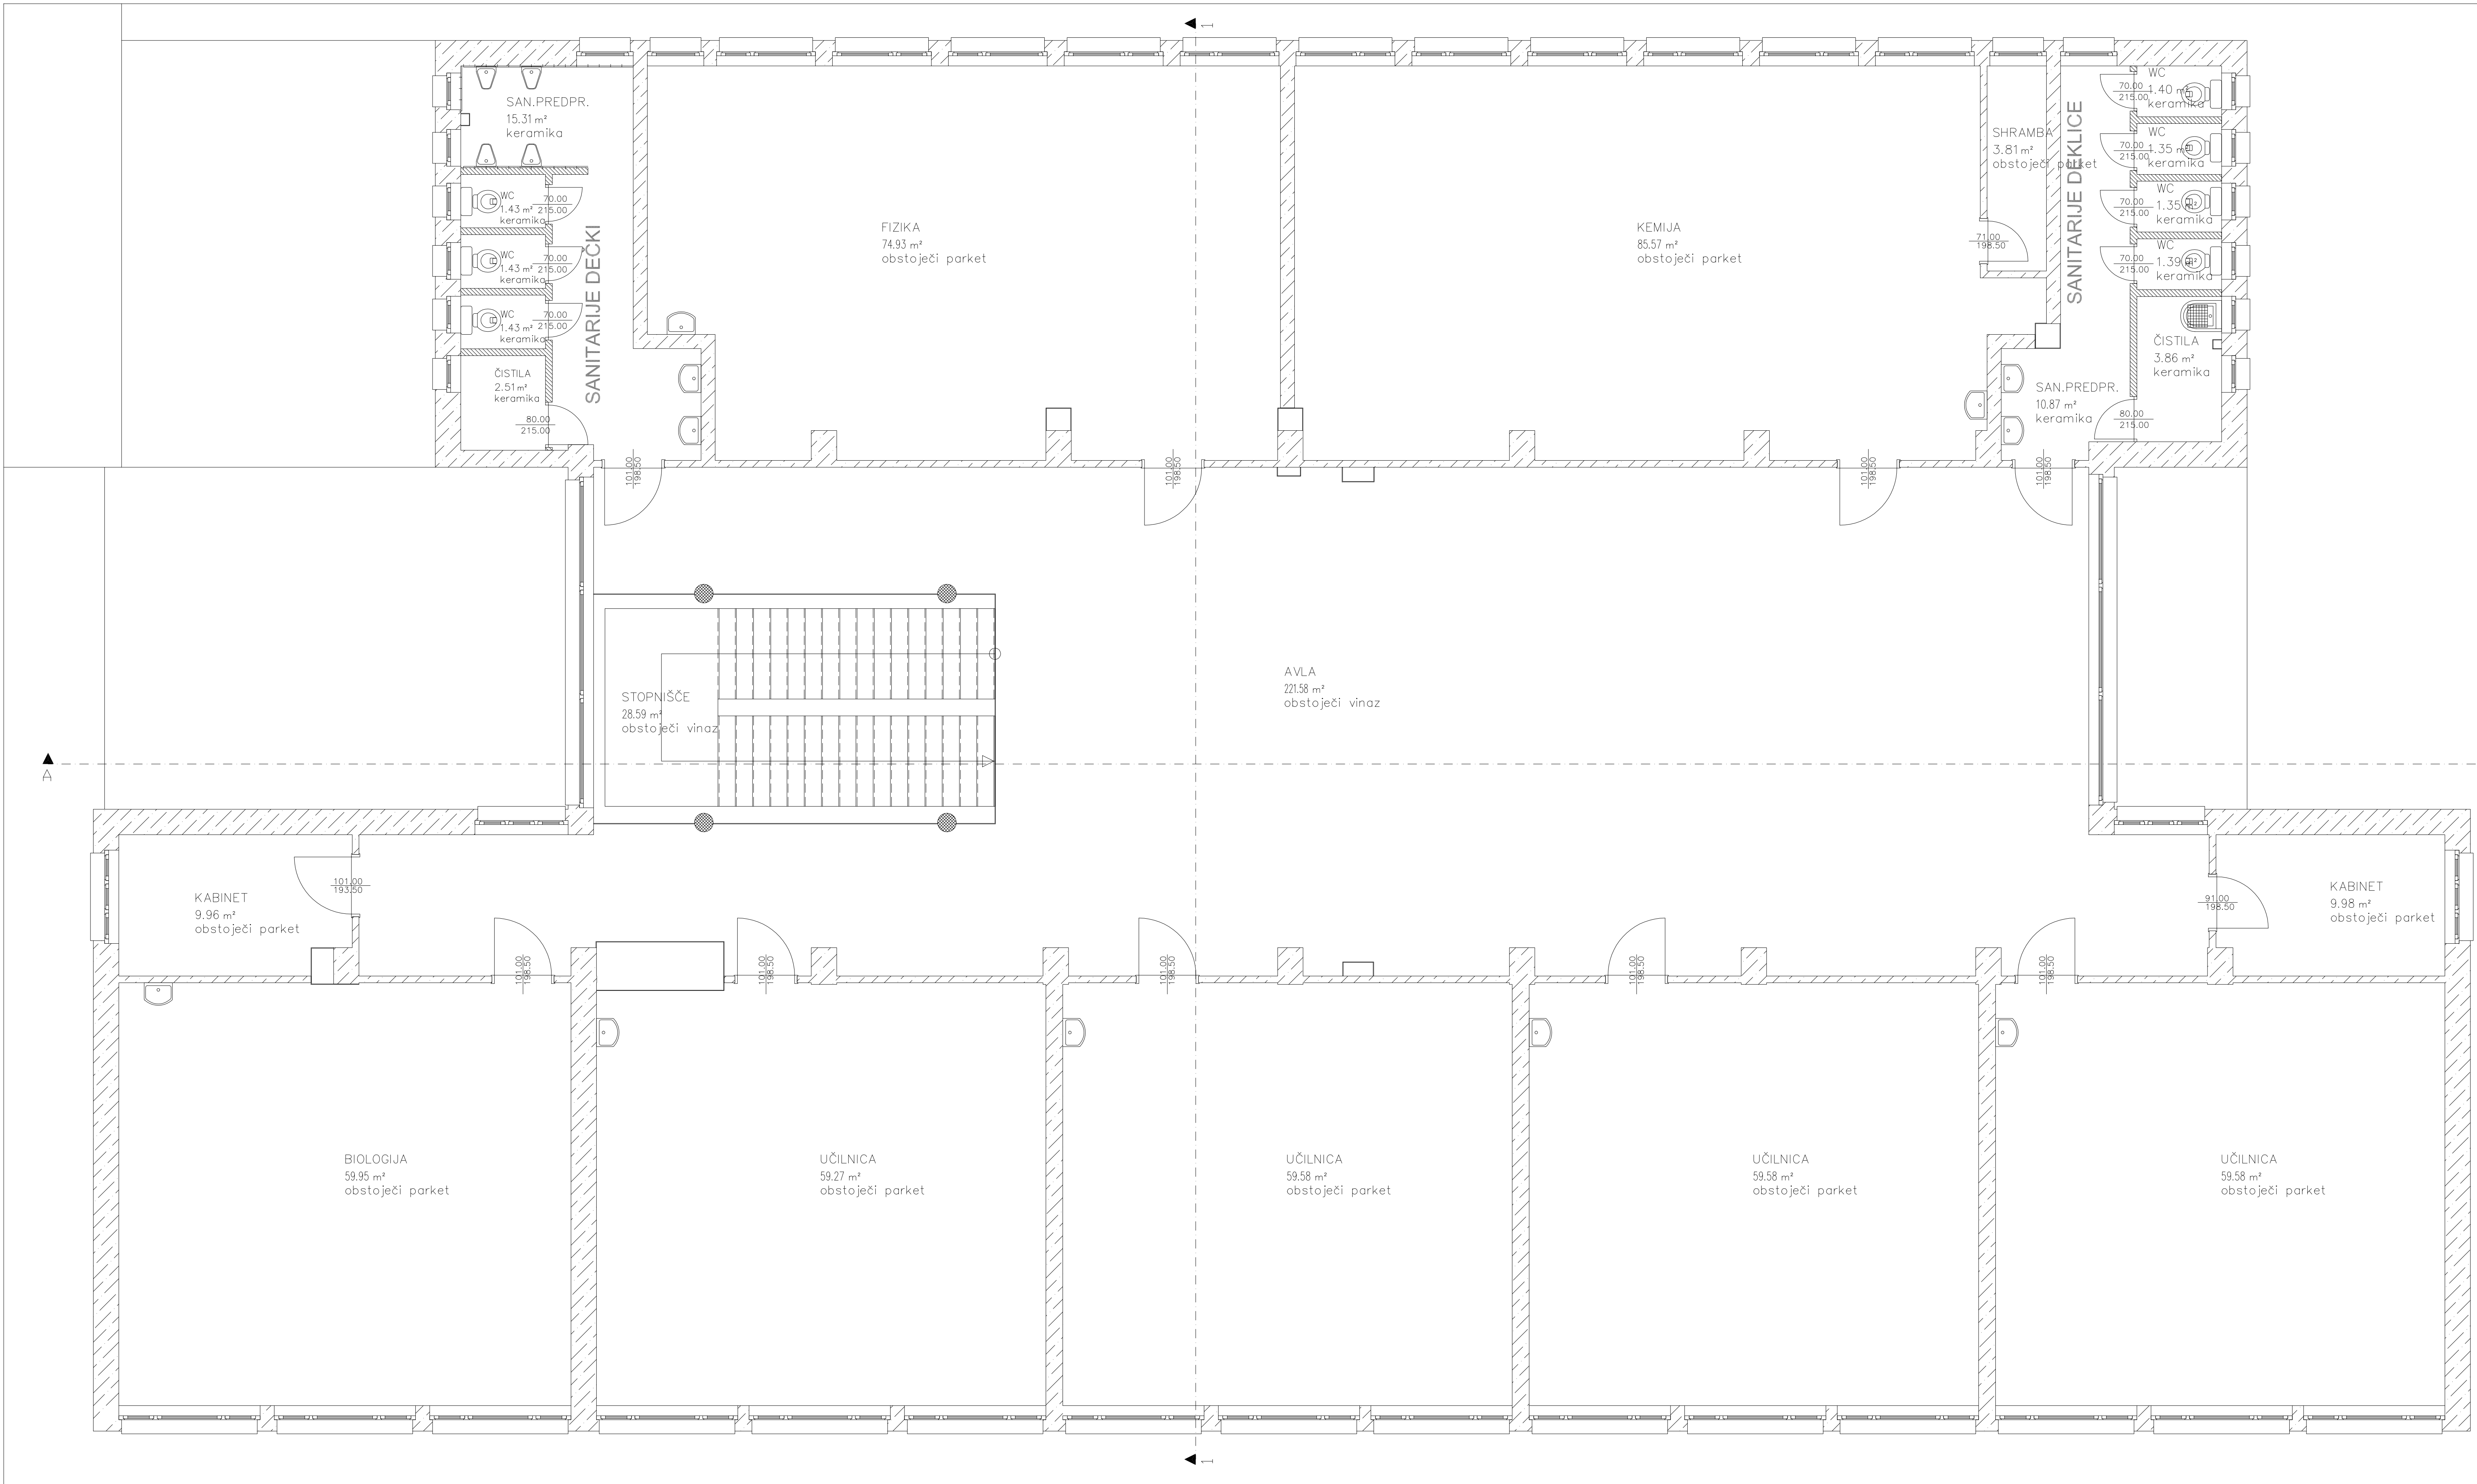 1
SAN.PREDPR.
15.31 m²
keramika
WC
1.43 m²
keramika
70.00
215.00
WC
1.43 m²
keramika
70.00
215.00
WC
1.43 m²
keramika
70.00
215.00
ČISTILA
2.51 m²
keramika
80.00
215.00
SANITARIJE DEČKI
FIZIKA
74.93 m²
obstoječi parket
KEMIJA
85.57 m²
obstoječi parket
SHRAMBA
3.81 m²
obstoječi parket
71.00
198.50
SANITARIJE DEKLICE
WC
1.40 m²
keramika
70.00
215.00
WC
1.35 m²
keramika
70.00
215.00
WC
1.35 m²
keramika
70.00
215.00
WC
1.39 m²
keramika
70.00
215.00
ČISTILA
3.86 m²
keramika
SAN.PREDPR.
10.87 m²
keramika
80.00
215.00
101.00
198.50
101.00
198.50
101.00
198.50
101.00
198.50
STOPNIŠČE
28.59 m²
obstoječi vinaz
AVLA
221.58 m²
obstoječi vinaz
A
KABINET
9.96 m²
obstoječi parket
101.00
193.50
KABINET
9.98 m²
obstoječi parket
91.00
198.50
101.00
198.50
101.00
198.50
101.00
198.50
101.00
198.50
101.00
198.50
BIOLOGIJA
59.95 m²
obstoječi parket
UČILNICA
59.27 m²
obstoječi parket
UČILNICA
59.58 m²
obstoječi parket
UČILNICA
59.58 m²
obstoječi parket
UČILNICA
59.58 m²
obstoječi parket
1